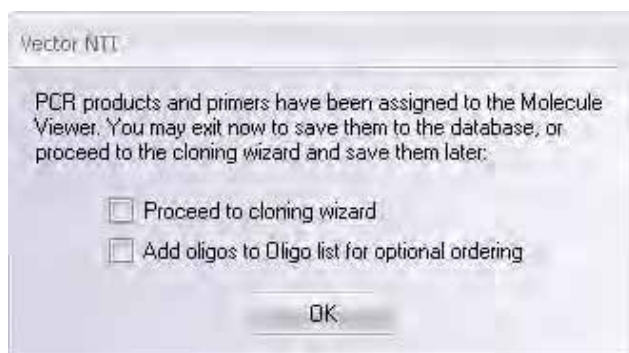 Vector NTI
PCR products and primers have been assigned to the Molecule
Viewer. You may exit now to save them to the database, or
proceed to the cloning wizard and save them later:
Proceed to cloning wizard
Add oligos to Oligo list for optional ordering
OK